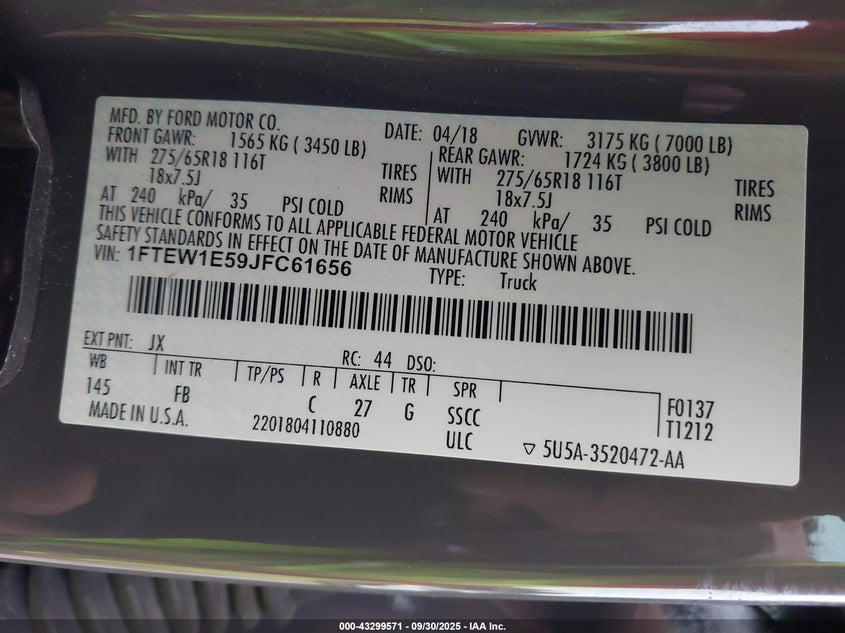 MFD. BY FORD MOTOR CO. DATE: 04/18 GVWR: 3175 KG ( 7000 LB)
FRONT GAWR: 1565 KG ( 3450 LB) REAR GAWR: 1724 KG ( 3800 LB)
WITH 275/65R18 116T TIRES WITH 275/65R18 116T TIRES
18x7.5J RIMS 18x7.5J RIMS
AT 240 kPa/ 35 PSI COLD AT 240 kPa/ 35 PSI COLD
THIS VEHICLE CONFORMS TO ALL APPLICABLE FEDERAL MOTOR VEHICLE
SAFETY STANDARDS IN EFFECT ON THE DATE OF MANUFACTURE SHOWN ABOVE.
VIN: 1FTEW1E59JFC61656 TYPE: Truck
EXT PNT: JX RC: 44 DSO:
WB INT TR TP/PS R AXLE TR SPR
145 FB C 27 G SSCC F0137
ULC T1212
MADE IN U.S.A. 2201804110880 ▽ 5U5A-3520472-AA
000-43299571 - 09/30/2025 - IAA Inc.